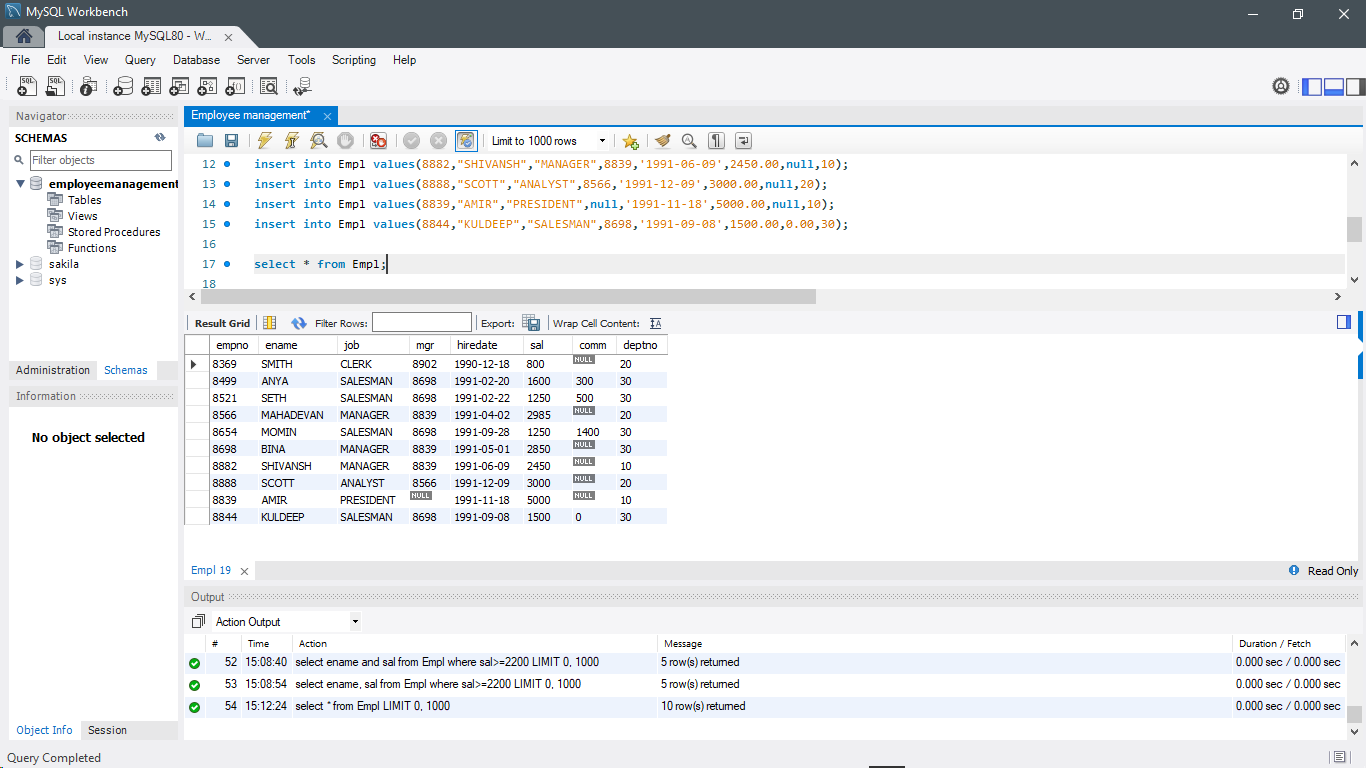 MySQL Workbench
Local instance MySQL80 - W...
File Edit View Query Database Server Tools Scripting Help
Navigator
SCHEMAS
Filter objects
employeemanagement
Tables
Views
Stored Procedures
Functions
sakila
sys
Administration Schemas
Information
No object selected
Object Info Session
Employee management*
Limit to 1000 rows
12 insert into Empl values(8882,"SHIVANSH","MANAGER",8839,'1991-06-09',2450.00,null,10);
13 insert into Empl values(8888,"SCOTT","ANALYST",8566,'1991-12-09',3000.00,null,20);
14 insert into Empl values(8839,"AMIR","PRESIDENT",null,'1991-11-18',5000.00,null,10);
15 insert into Empl values(8844,"KULDEEP","SALESMAN",8698,'1991-09-08',1500.00,0.00,30);
16
17 select * from Empl;
18
Result Grid Filter Rows: Export: Wrap Cell Content:
empno ename job mgr hiredate sal comm deptno
8369 SMITH CLERK 8902 1990-12-18 800 NULL 20
8499 ANYA SALESMAN 8698 1991-02-20 1600 300 30
8521 SETH SALESMAN 8698 1991-02-22 1250 500 30
8566 MAHADEVAN MANAGER 8839 1991-04-02 2985 NULL 20
8654 MOMIN SALESMAN 8698 1991-09-28 1250 1400 30
8698 BINA MANAGER 8839 1991-05-01 2850 NULL 30
8882 SHIVANSH MANAGER 8839 1991-06-09 2450 NULL 10
8888 SCOTT ANALYST 8566 1991-12-09 3000 NULL 20
8839 AMIR PRESIDENT NULL 1991-11-18 5000 NULL 10
8844 KULDEEP SALESMAN 8698 1991-09-08 1500 0 30
Empl 19
Read Only
Output
Action Output
# Time Action Message Duration / Fetch
52 15:08:40 select ename and sal from Empl where sal>=2200 LIMIT 0, 1000 5 row(s) returned 0.000 sec / 0.000 sec
53 15:08:54 select ename, sal from Empl where sal>=2200 LIMIT 0, 1000 5 row(s) returned 0.000 sec / 0.000 sec
54 15:12:24 select * from Empl LIMIT 0, 1000 10 row(s) returned 0.000 sec / 0.000 sec
Query Completed